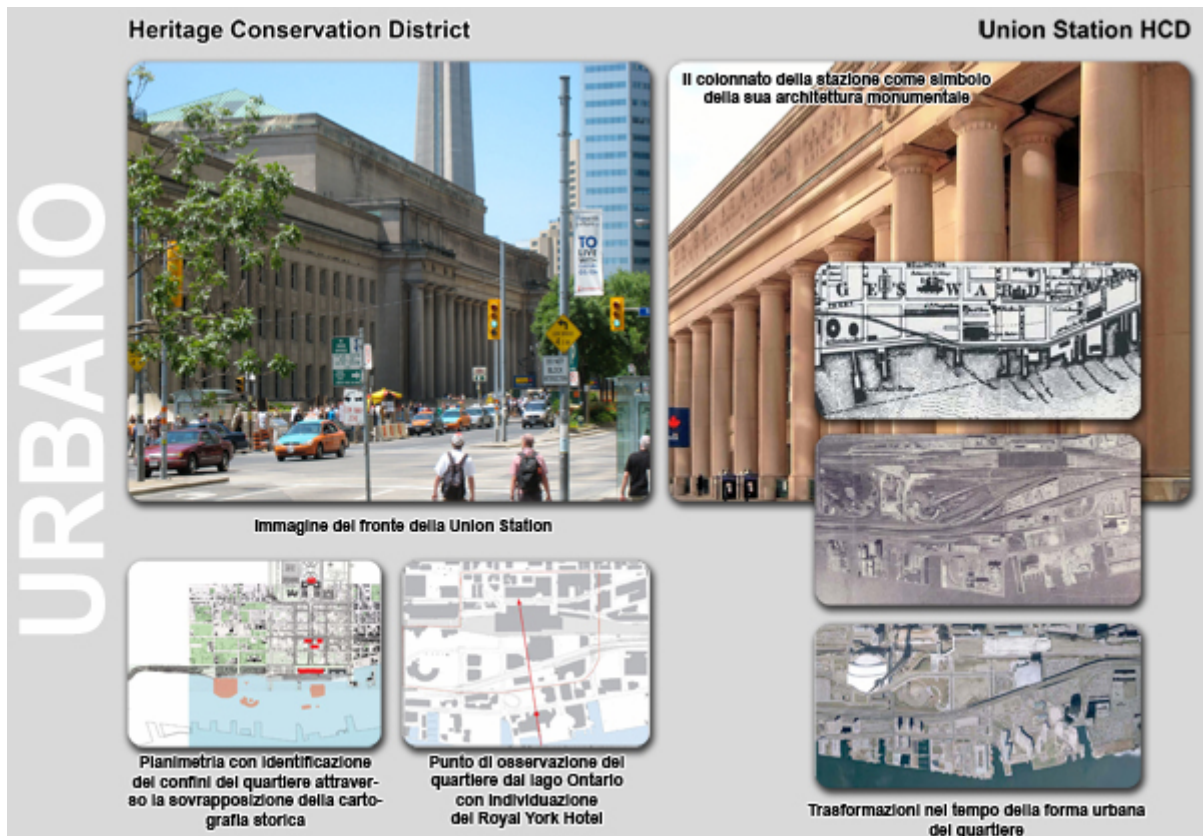 Heritage Conservation District
Union Station HCD
URBANO
Il colonnato della stazione come simbolo
della sua architettura monumentale
TO
LIVE
WITH
WELLINGTON
G E S W A R D
Immagine del fronte della Union Station
Planimetria con identificazione
dei confini del quartiere attraver-
so la sovrapposizione della carto-
grafia storica
Punto di osservazione del
quartiere dal lago Ontario
con individuazione
del Royal York Hotel
Trasformazioni nel tempo della forma urbana
del quartiere